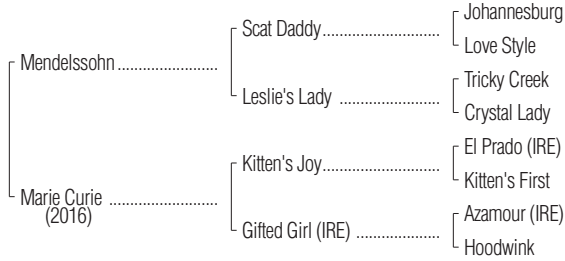 Johannesburg
Scat Daddy
Love Style
Mendelssohn
Tricky Creek
Leslie's Lady
Crystal Lady
El Prado (IRE)
Kitten's Joy
Kitten's First
Marie Curie
(2016)
Azamour (IRE)
Gifted Girl (IRE)
Hoodwink